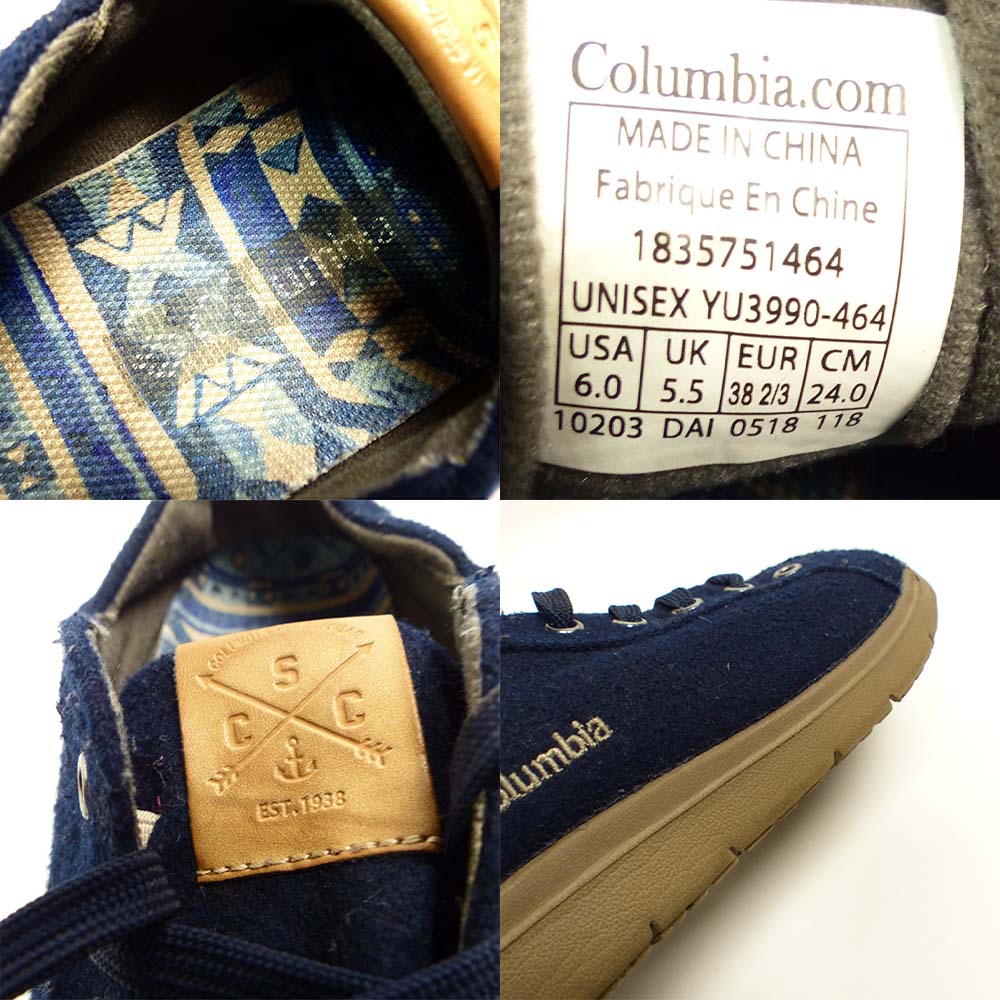 Columbia.com
MADE IN CHINA
Fabrique En Chine
1835751464
UNISEX YU3990-464
USA UK EUR CM
6.0 5.5 38 2/3 24.0
10203 DAI 0518 118
S
C C
EST.1938
olumbia